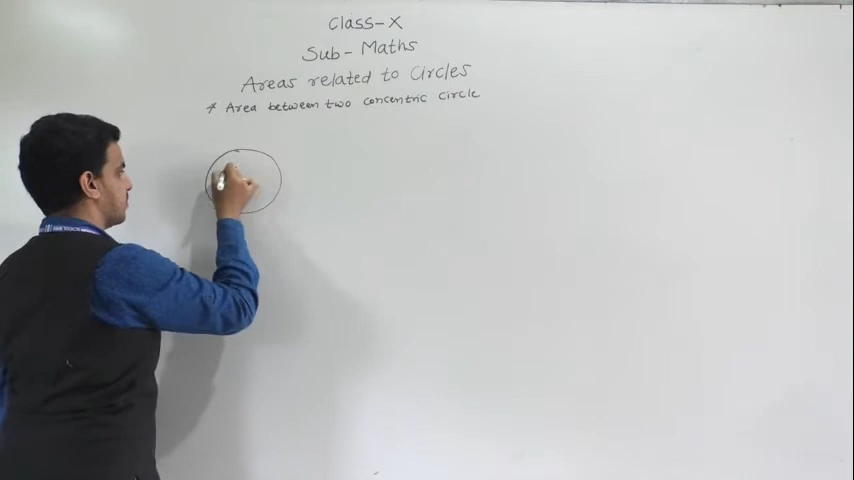 Class-X
Sub- Maths
Areas related to Circles
* Area between two concentric circle